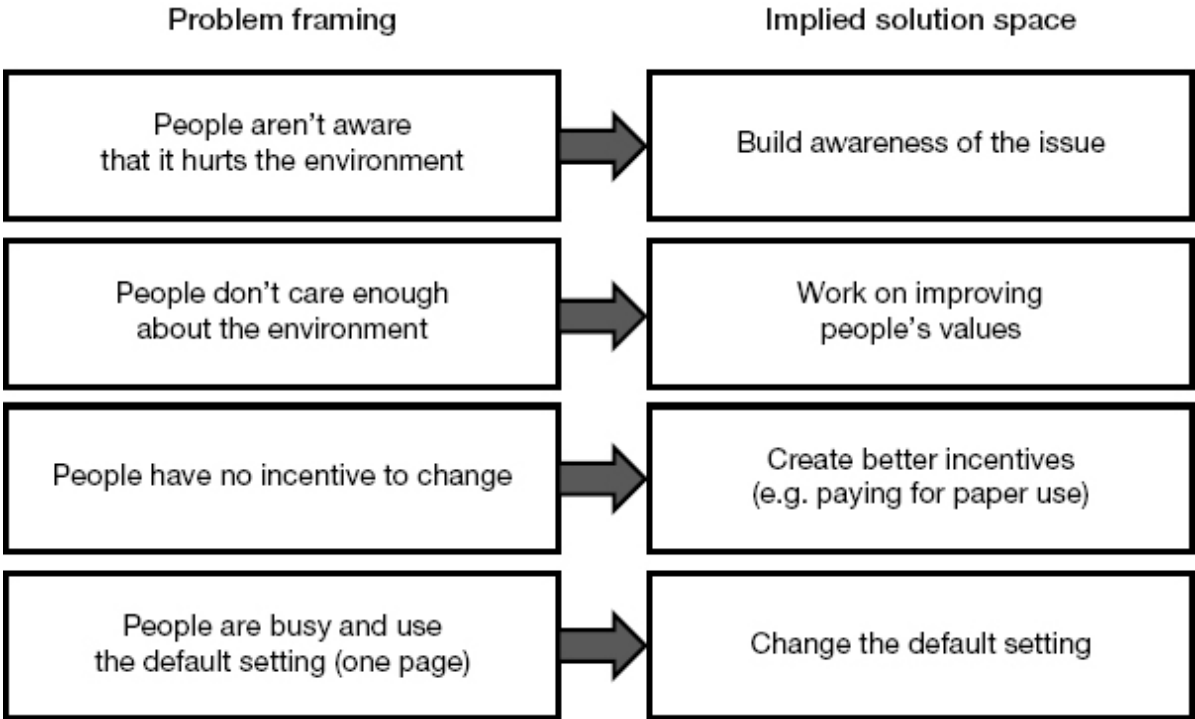 Problem framing
Implied solution space
People aren't aware
that it hurts the environment
Build awareness of the issue
People don't care enough
about the environment
Work on improving
people's values
People have no incentive to change
Create better incentives
(e.g. paying for paper use)
People are busy and use
the default setting (one page)
Change the default setting